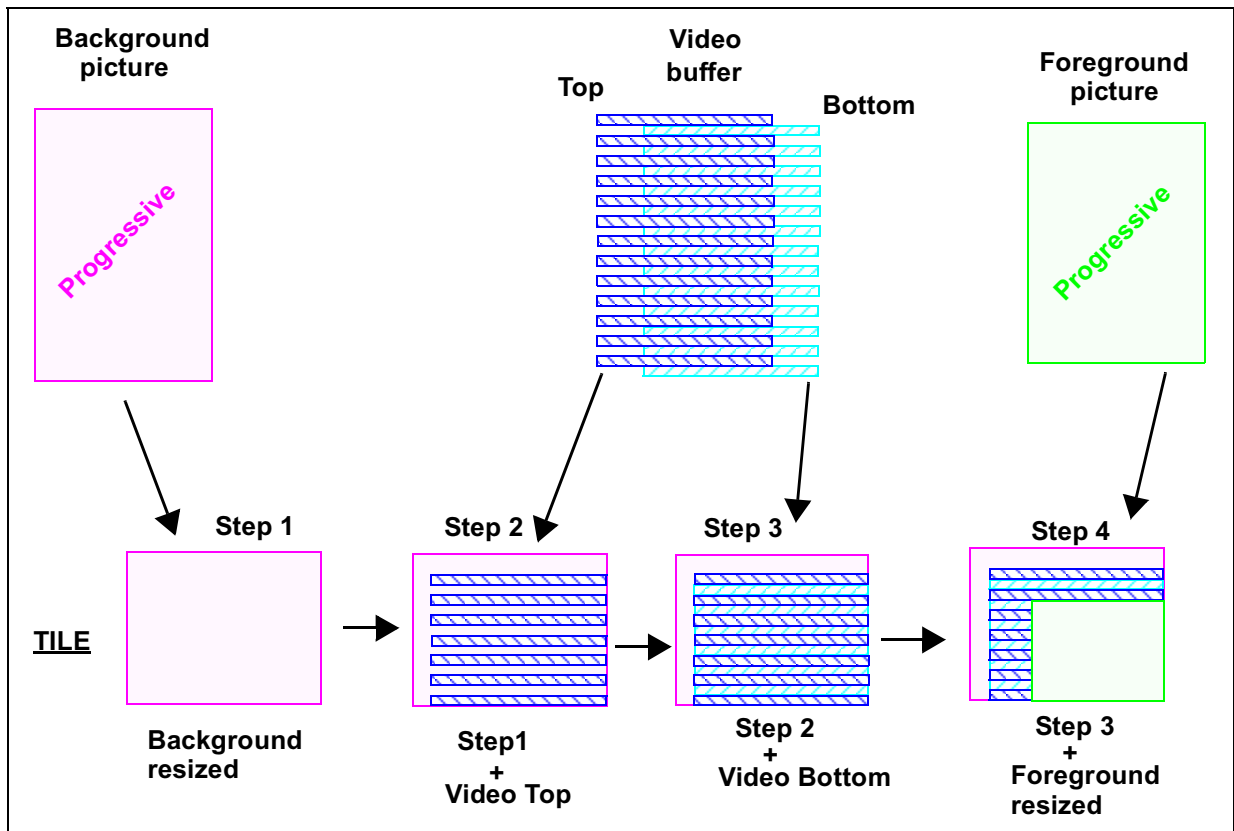 Background
picture
Video
buffer
Top
Bottom
Foreground
picture
Progressive
Progressive
Step 1
Step 2
Step 3
Step 4
TILE
Background
resized
Step1
+
Video Top
Step 2
+
Video Bottom
Step 3
+
Foreground
resized